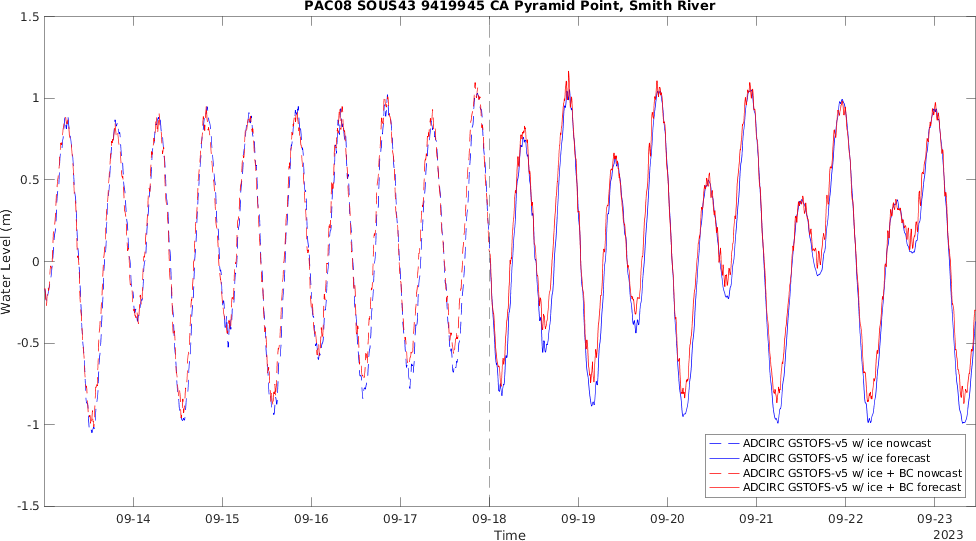 PAC08 SOUS43 9419945 CA Pyramid Point, Smith River
Water Level (m)
1.5
1
0.5
0
-0.5
-1
-1.5
ADCIRC GSTOFS-v5 w/ ice nowcast
ADCIRC GSTOFS-v5 w/ ice forecast
ADCIRC GSTOFS-v5 w/ ice + BC nowcast
ADCIRC GSTOFS-v5 w/ ice + BC forecast
09-14 09-15 09-16 09-17 09-18 09-19 09-20 09-21 09-22 09-23
Time
2023